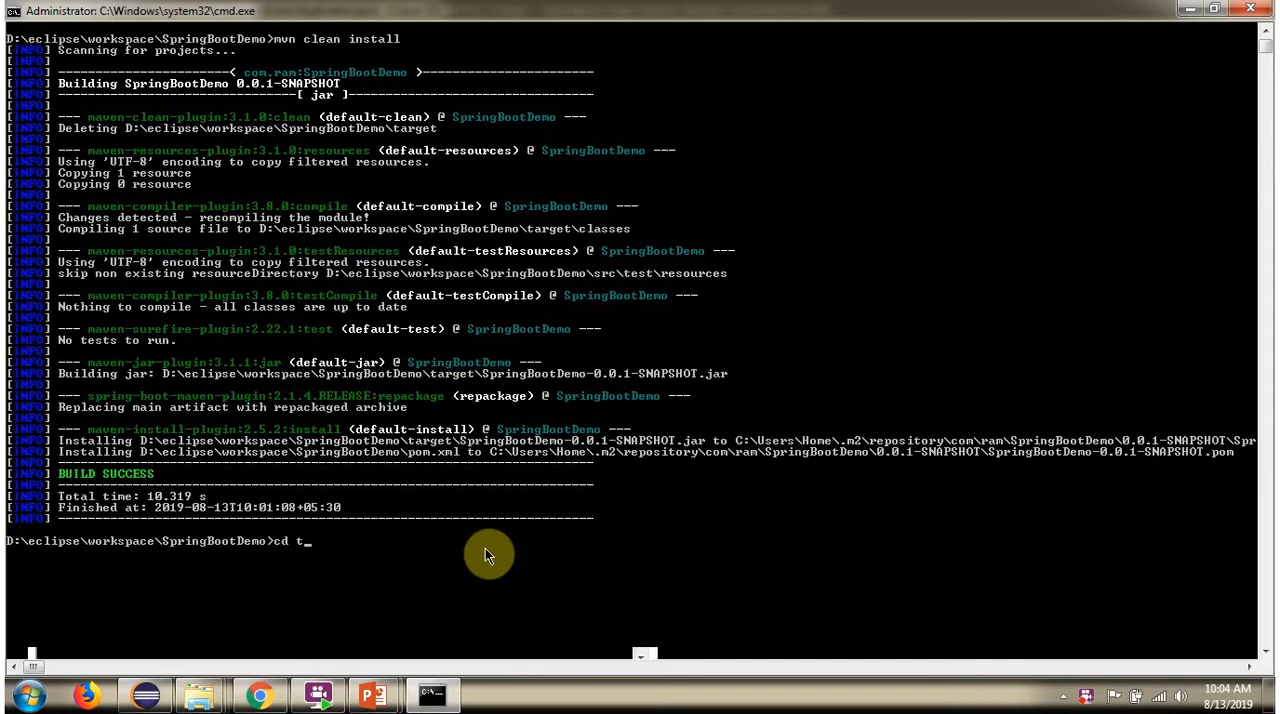 Administrator: C:\Windows\system32\cmd.exe
D:\eclipse\workspace\SpringBootDemo>mvn clean install
[INFO] Scanning for projects...
[INFO]
[INFO] ------------------------< com.ram:SpringBootDemo >------------------------
[INFO] Building SpringBootDemo 0.0.1-SNAPSHOT
[INFO] --------------------------------[ jar ]---------------------------------
[INFO]
[INFO] --- maven-clean-plugin:3.1.0:clean (default-clean) @ SpringBootDemo ---
[INFO] Deleting D:\eclipse\workspace\SpringBootDemo\target
[INFO]
[INFO] --- maven-resources-plugin:3.1.0:resources (default-resources) @ SpringBootDemo ---
[INFO] Using 'UTF-8' encoding to copy filtered resources.
[INFO] Copying 1 resource
[INFO] Copying 0 resource
[INFO]
[INFO] --- maven-compiler-plugin:3.8.0:compile (default-compile) @ SpringBootDemo ---
[INFO] Changes detected - recompiling the module!
[INFO] Compiling 1 source file to D:\eclipse\workspace\SpringBootDemo\target\classes
[INFO]
[INFO] --- maven-resources-plugin:3.1.0:testResources (default-testResources) @ SpringBootDemo ---
[INFO] Using 'UTF-8' encoding to copy filtered resources.
[INFO] skip non existing resourceDirectory D:\eclipse\workspace\SpringBootDemo\src\test\resources
[INFO]
[INFO] --- maven-compiler-plugin:3.8.0:testCompile (default-testCompile) @ SpringBootDemo ---
[INFO] Nothing to compile - all classes are up to date
[INFO]
[INFO] --- maven-surefire-plugin:2.22.1:test (default-test) @ SpringBootDemo ---
[INFO] No tests to run.
[INFO]
[INFO] --- maven-jar-plugin:3.1.1:jar (default-jar) @ SpringBootDemo ---
[INFO] Building jar: D:\eclipse\workspace\SpringBootDemo\target\SpringBootDemo-0.0.1-SNAPSHOT.jar
[INFO]
[INFO] --- spring-boot-maven-plugin:2.1.4.RELEASE:repackage (repackage) @ SpringBootDemo ---
[INFO] Replacing main artifact with repackaged archive
[INFO]
[INFO] --- maven-install-plugin:2.5.2:install (default-install) @ SpringBootDemo ---
[INFO] Installing D:\eclipse\workspace\SpringBootDemo\target\SpringBootDemo-0.0.1-SNAPSHOT.jar to C:\Users\Home\.m2\repository\com\ram\SpringBootDemo\0.0.1-SNAPSHOT\Spr
[INFO] Installing D:\eclipse\workspace\SpringBootDemo\pom.xml to C:\Users\Home\.m2\repository\com\ram\SpringBootDemo\0.0.1-SNAPSHOT\SpringBootDemo-0.0.1-SNAPSHOT.pom
[INFO] ------------------------------------------------------------------------
[INFO] BUILD SUCCESS
[INFO] ------------------------------------------------------------------------
[INFO] Total time: 10.319 s
[INFO] Finished at: 2019-08-13T10:01:08+05:30
[INFO] ------------------------------------------------------------------------
D:\eclipse\workspace\SpringBootDemo>cd t_
10:04 AM
8/13/2019